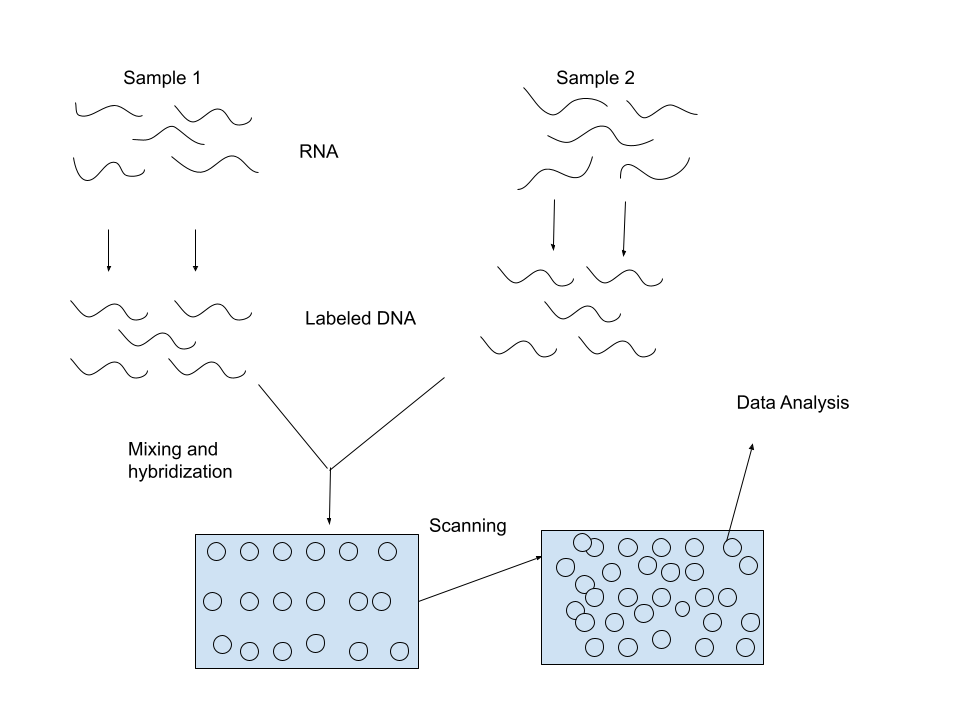 Sample 1
Sample 2
RNA
Labeled DNA
Data Analysis
Mixing and
hybridization
Scanning